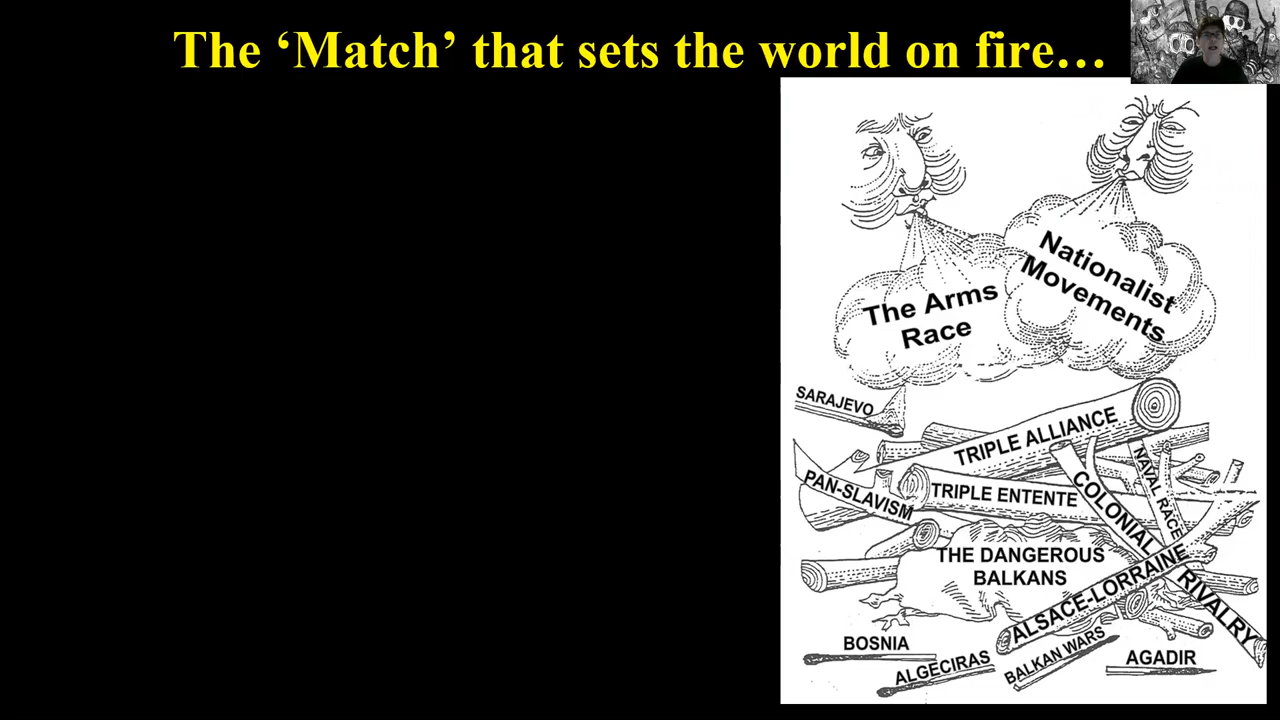 The ‘Match’ that sets the world on fire…
Nationalist
Movements
The Arms
Race
SARAJEVO
TRIPLE ALLIANCE
NAVAL RACE
PAN-SLAVISM
TRIPLE ENTENTE
COLONIAL RIVALRY
THE DANGEROUS
BALKANS
ALSACE-LORRAINE
BOSNIA
ALGECIRAS
BALKAN WARS
AGADIR